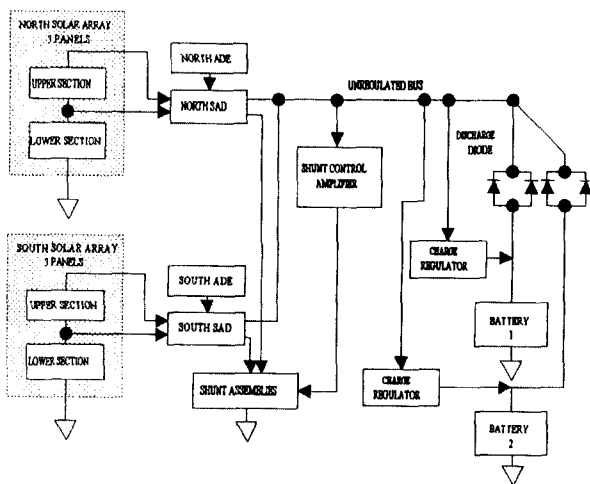 NORTH SOLAR ARRAY
3 PANELS
UPPER SECTION
LOWER SECTION
NORTH ADE
NORTH SAD
UNREGULATED BUS
SHUNT CONTROL
AMPLIFIER
DISCHARGE
DIODE
CHARGE
REGULATOR
BATTERY
1
SOUTH SOLAR ARRAY
3 PANELS
UPPER SECTION
LOWER SECTION
SOUTH ADE
SOUTH SAD
SHUNT ASSEMBLIES
CHARGE
REGULATOR
BATTERY
2